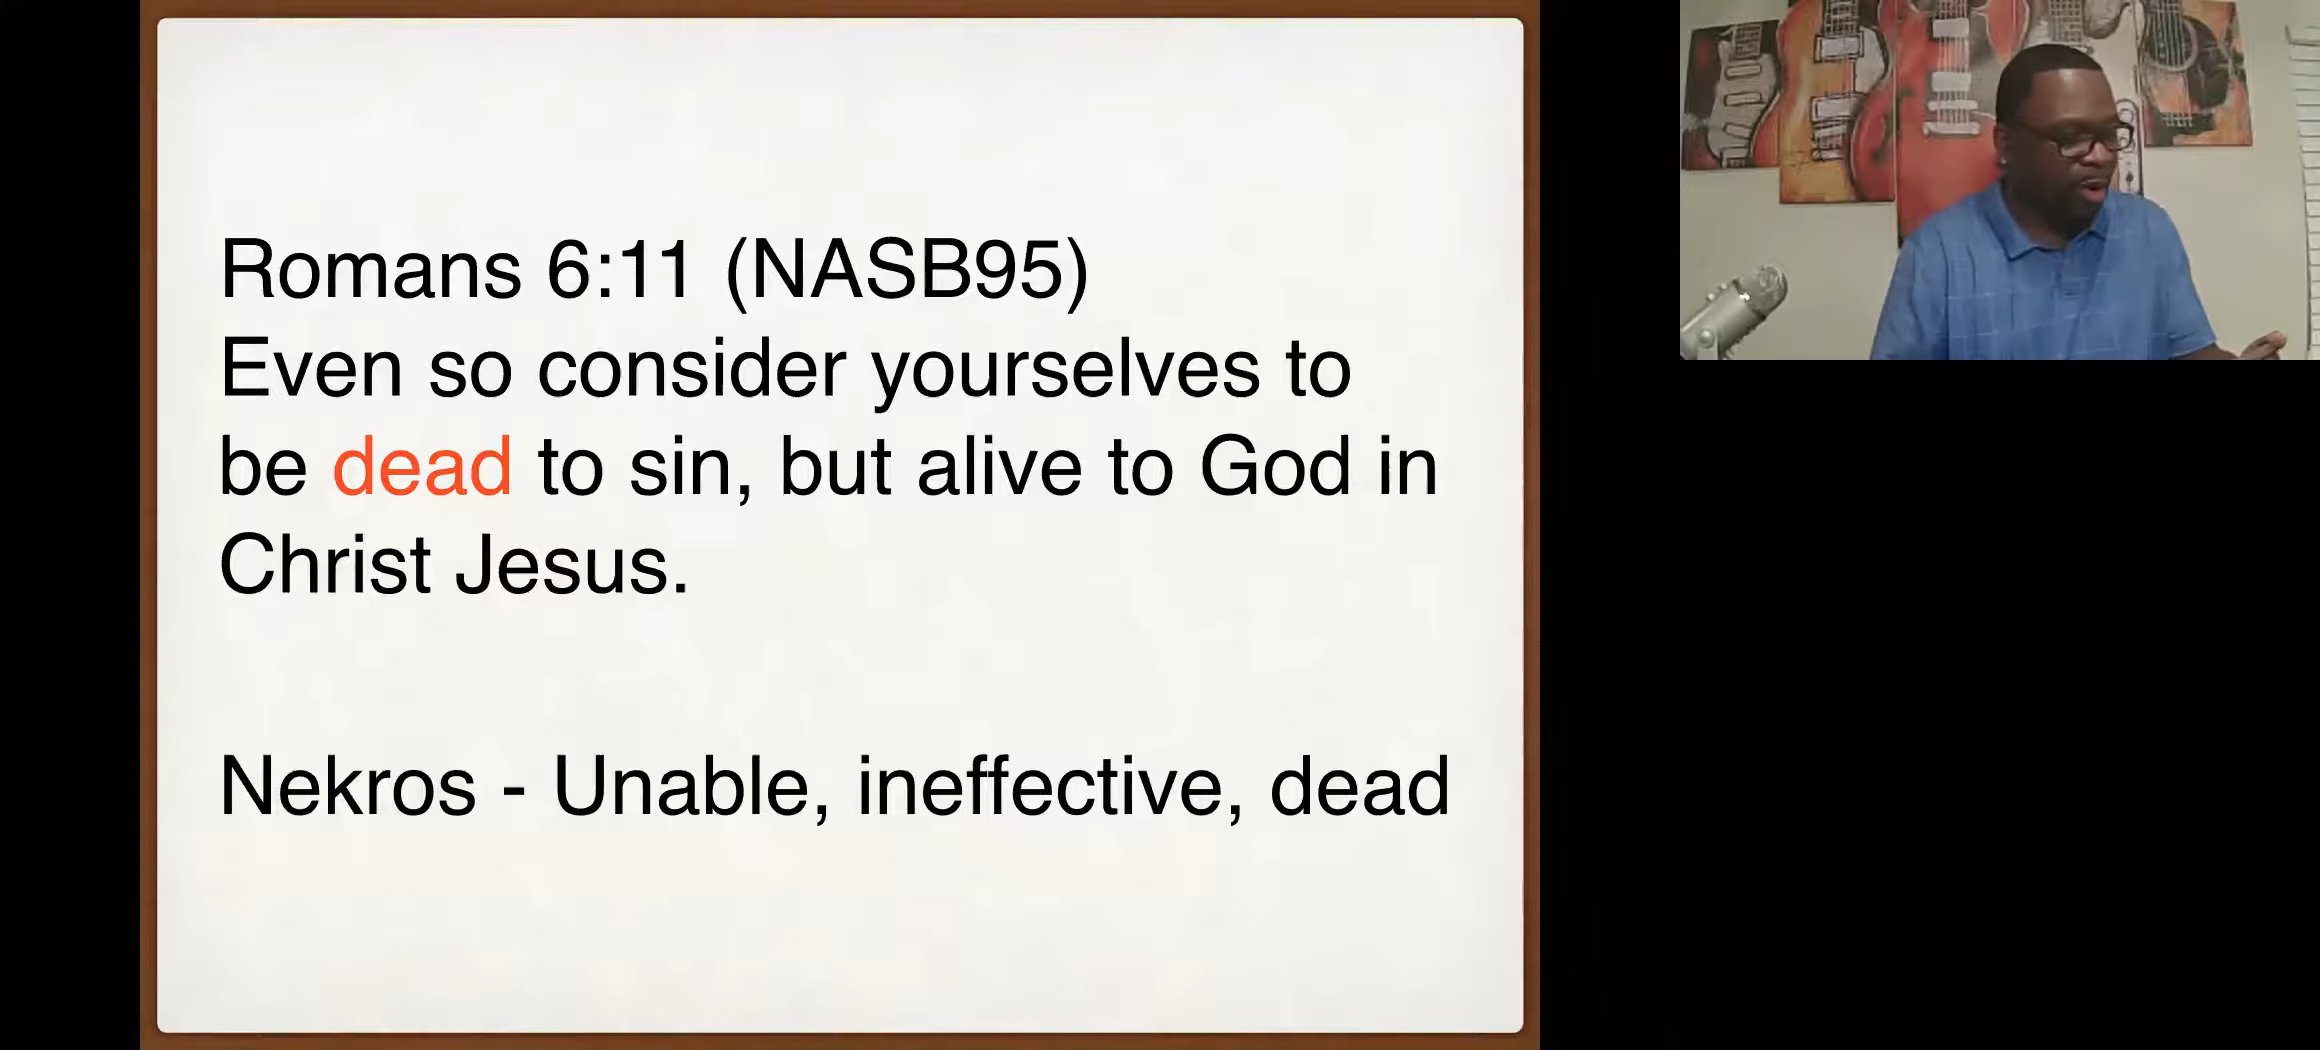 Romans 6:11 (NASB95)
Even so consider yourselves to
be dead to sin, but alive to God in
Christ Jesus.
Nekros - Unable, ineffective, dead